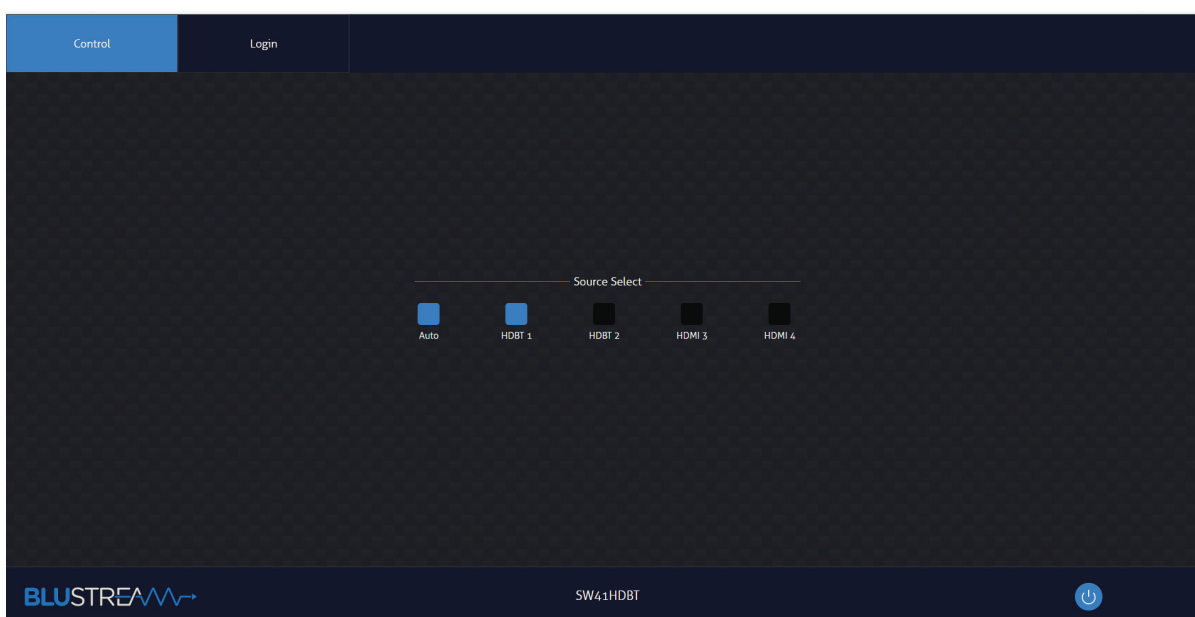 Control Login
Source Select
Auto HDBT 1 HDBT 2 HDMI 3 HDMI 4
BLUSTREAM SW41HDBT